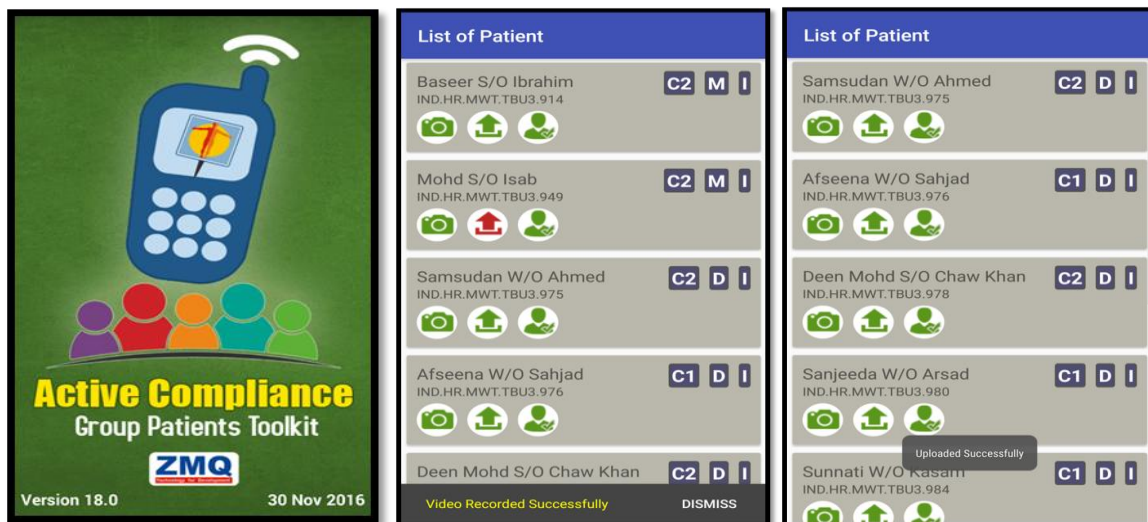 Active Compliance
Group Patients Toolkit
ZMQ
Technology for Development
Version 18.0
30 Nov 2016
List of Patient
Baseer S/O Ibrahim
C2 M I
IND.HR.MWT.TBU3.914
Mohd S/O Isab
C2 M I
IND.HR.MWT.TBU3.949
Samsudan W/O Ahmed
C2 D I
IND.HR.MWT.TBU3.975
Afseena W/O Sahjad
C1 D I
IND.HR.MWT.TBU3.976
Deen Mohd S/O Chaw Khan
C2 D I
Video Recorded Successfully
DISMISS
List of Patient
Samsudan W/O Ahmed
C2 D I
IND.HR.MWT.TBU3.975
Afseena W/O Sahjad
C1 D I
IND.HR.MWT.TBU3.976
Deen Mohd S/O Chaw Khan
C2 D I
IND.HR.MWT.TBU3.978
Sanjeeda W/O Arsad
C1 D I
IND.HR.MWT.TBU3.980
Uploaded Successfully
Sunnati W/O Kasam
C1 D I
IND.HR.MWT.TBU3.984